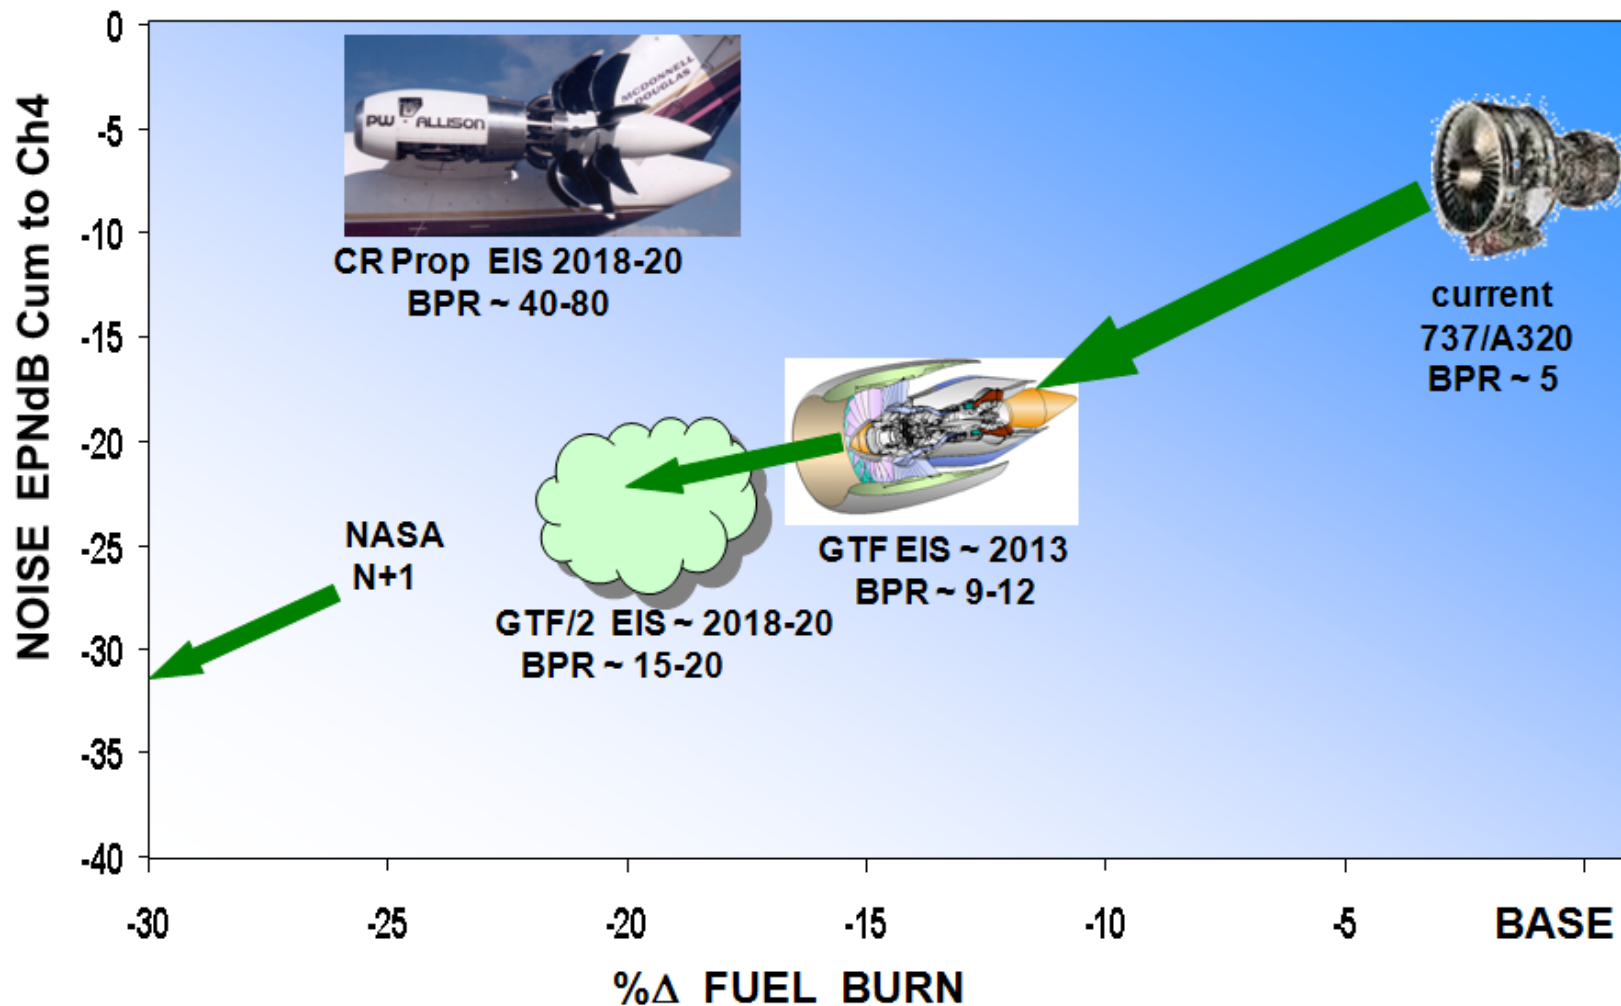 NOISE EPNdB Cum to Ch4
0
-5
-10
-15
-20
-25
-30
-35
-40
MCDONNELL
DOUGLAS
PW ALLISON
CR Prop EIS 2018-20
BPR ~ 40-80
current
737/A320
BPR ~ 5
GTF EIS ~ 2013
BPR ~ 9-12
NASA
N+1
GTF/2 EIS ~ 2018-20
BPR ~ 15-20
-30
-25
-20
-15
-10
-5
BASE
%Δ FUEL BURN